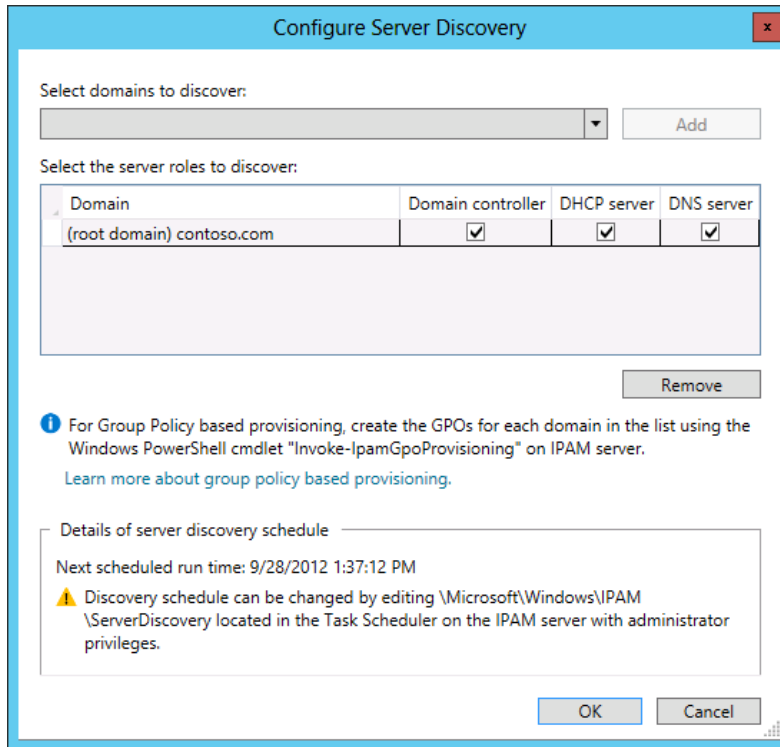 Configure Server Discovery
x
Select domains to discover:
Add
Select the server roles to discover:
Domain Domain controller DHCP server DNS server
(root domain) contoso.com
Remove
For Group Policy based provisioning, create the GPOs for each domain in the list using the
Windows PowerShell cmdlet "Invoke-IpamGpoProvisioning" on IPAM server.
Learn more about group policy based provisioning.
Details of server discovery schedule
Next scheduled run time: 9/28/2012 1:37:12 PM
Discovery schedule can be changed by editing \Microsoft\Windows\IPAM
\ServerDiscovery located in the Task Scheduler on the IPAM server with administrator
privileges.
OK Cancel